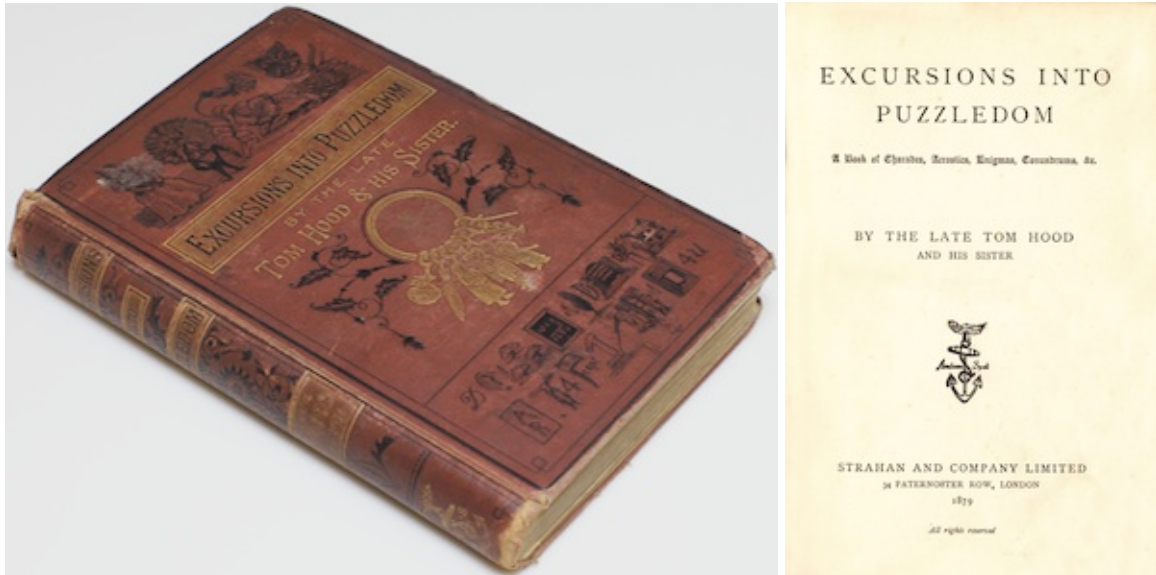 EXCURSIONS INTO PUZZLEDOM
BY THE LATE
TOM HOOD & HIS SISTER.
4U
EXCURSIONS INTO
PUZZLEDOM
A Book of Charades, Acrostics, Enigmas, Conundrums, &c.
BY THE LATE TOM HOOD
AND HIS SISTER
STRAHAN AND COMPANY LIMITED
34 PATERNOSTER ROW, LONDON
1879
All rights reserved